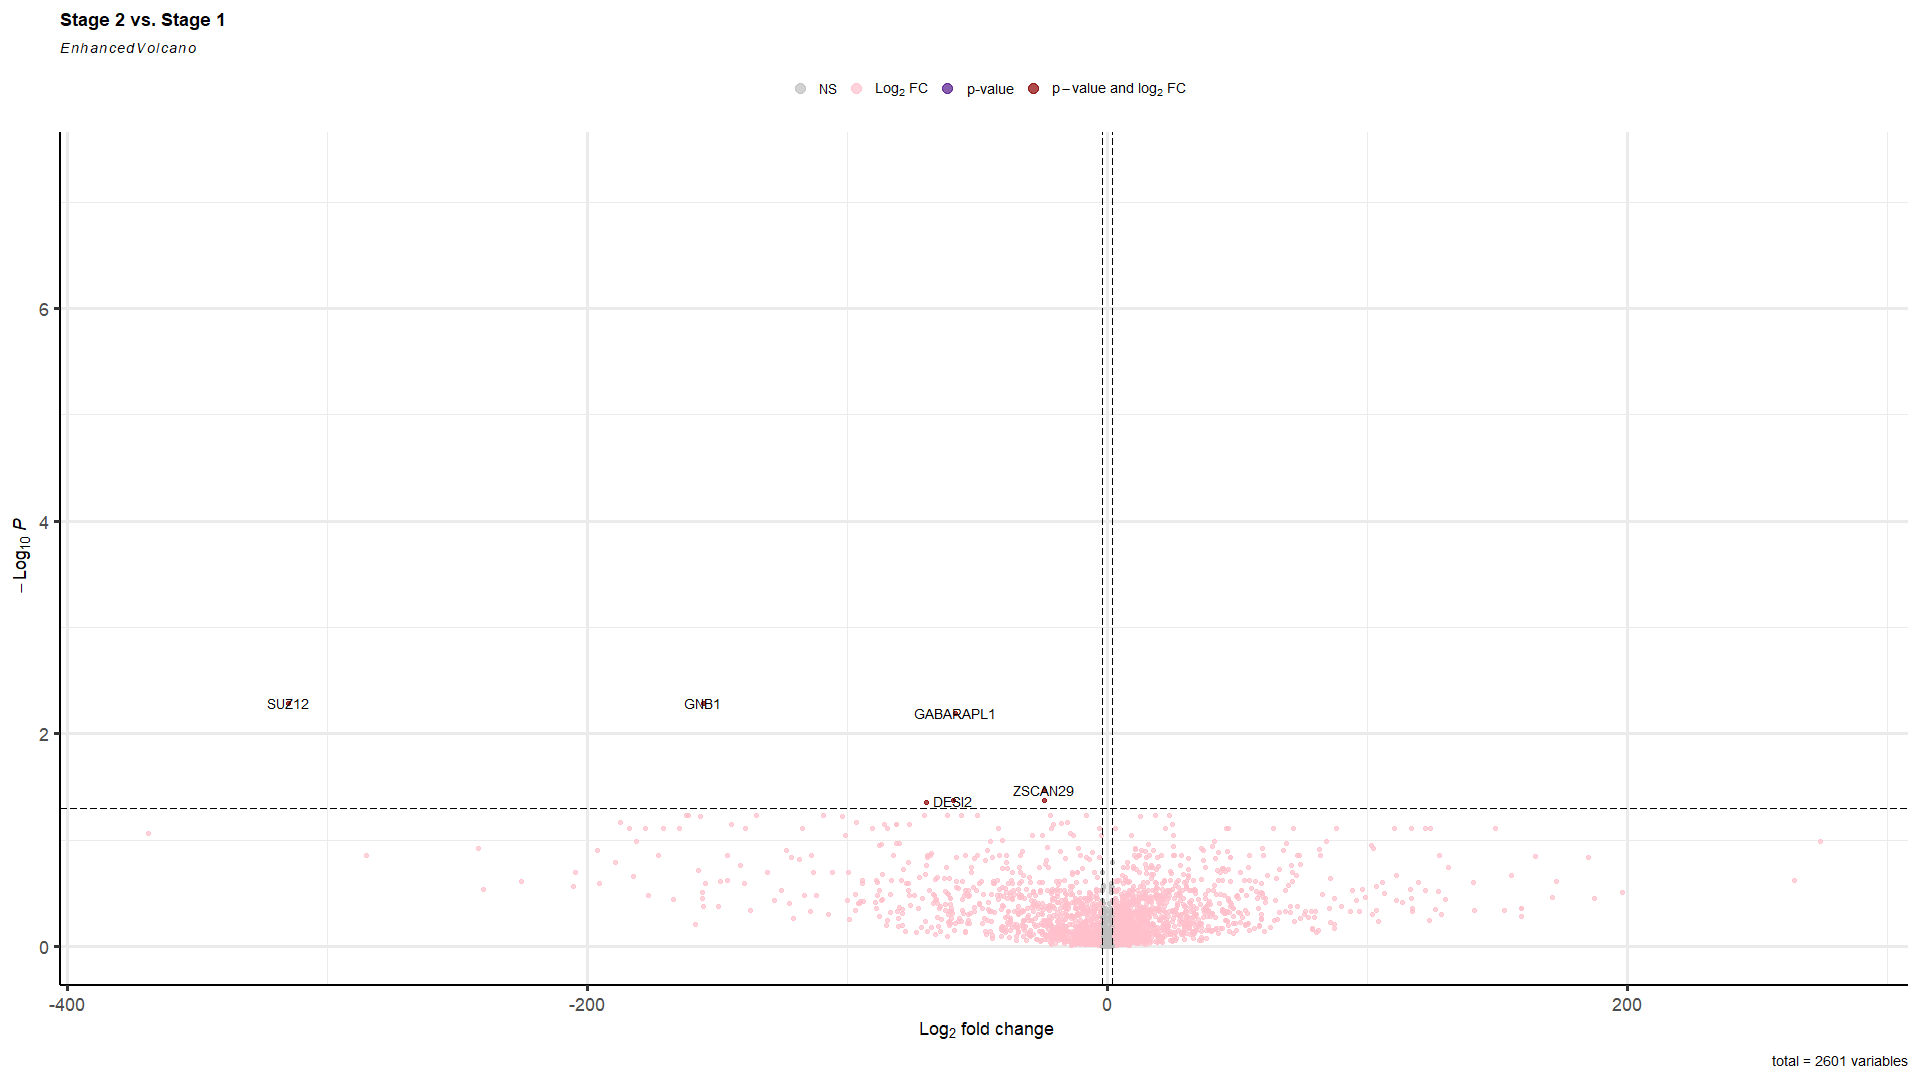 Stage 2 vs. Stage 1
EnhancedVolcano
NS Log2 FC p-value p−value and log2 FC
−Log10 P
6
4
2
0
SUZ12
GNB1
GABARAPL1
ZSCAN29
DESI2
-400 -200 0 200
Log2 fold change
total = 2601 variables